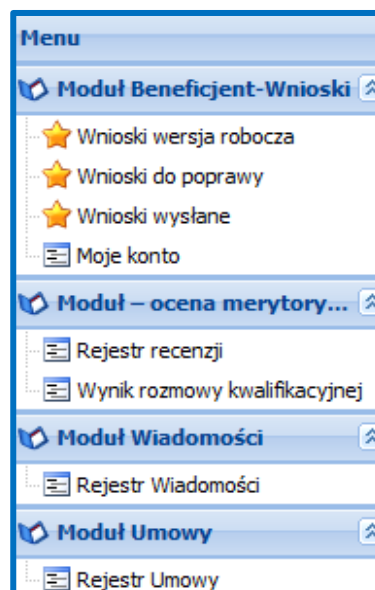 Menu
Moduł Beneficjent-Wnioski
Wnioski wersja robocza
Wnioski do poprawy
Wnioski wysłane
Moje konto
Moduł – ocena merytory...
Rejestr recenzji
Wynik rozmowy kwalifikacyjnej
Moduł Wiadomości
Rejestr Wiadomości
Moduł Umowy
Rejestr Umowy